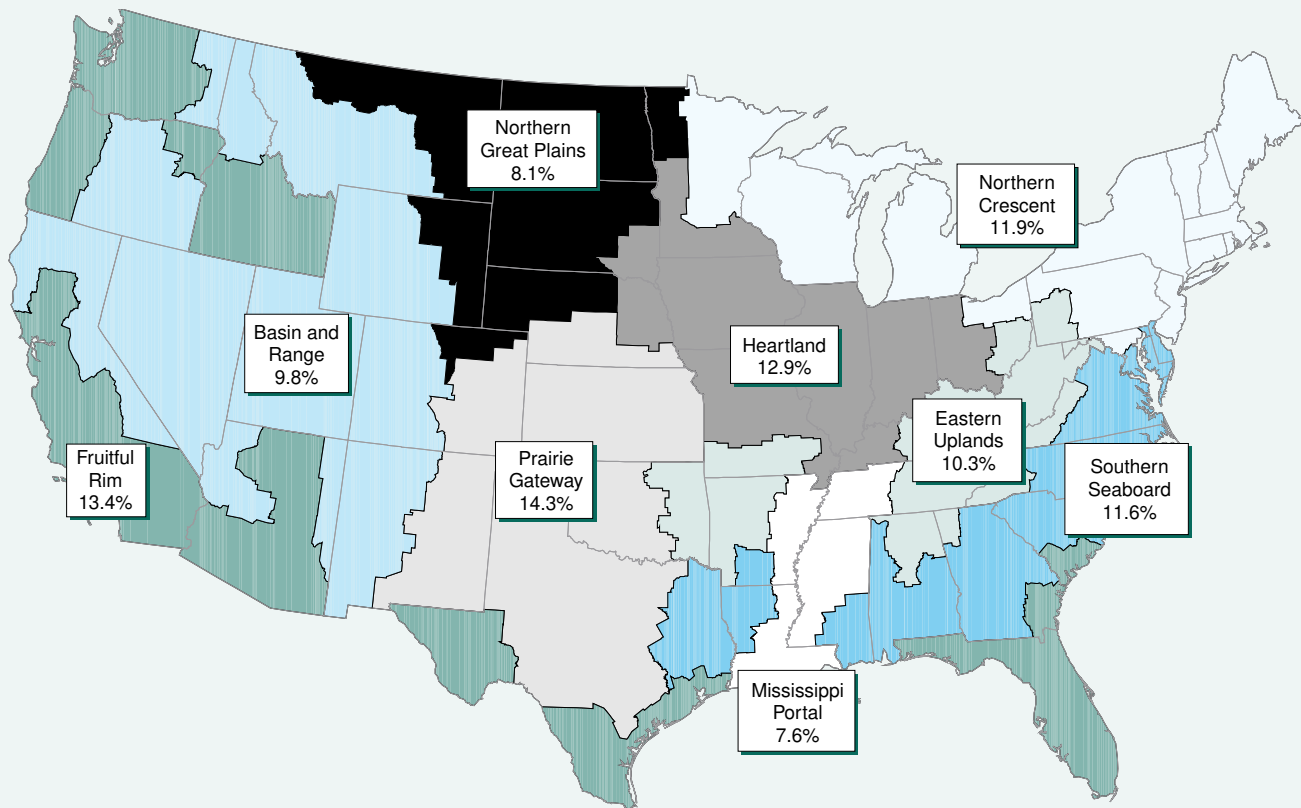 Northern
Great Plains
8.1%
Northern
Crescent
11.9%
Basin and
Range
9.8%
Heartland
12.9%
Eastern
Uplands
10.3%
Fruitful
Rim
13.4%
Prairie
Gateway
14.3%
Southern
Seaboard
11.6%
Mississippi
Portal
7.6%